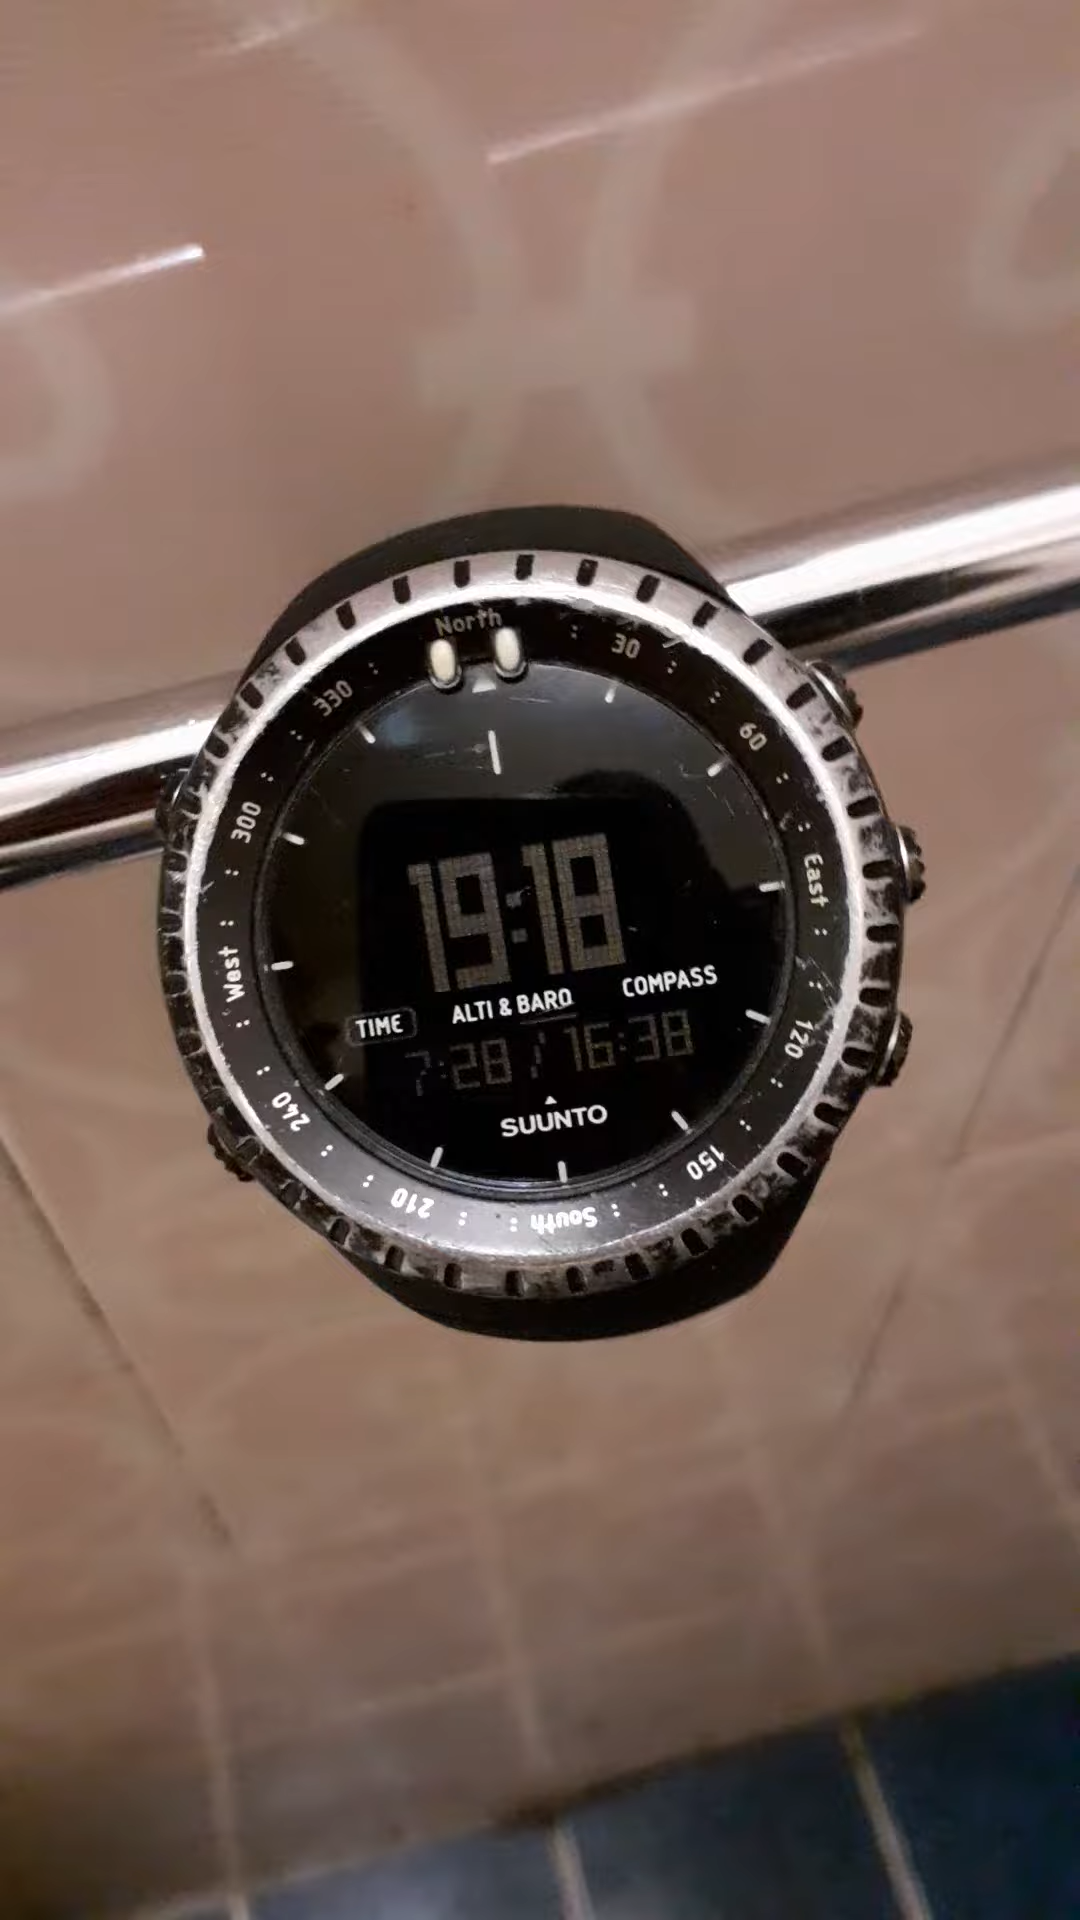 North
30
60
East
120
150
South
210
240
West
300
330
19:18
TIME ALTI & BARO COMPASS
7:28 / 16:38
SUUNTO